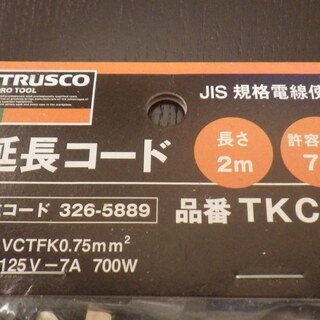 TRUSCO
PRO TOOL
JIS 規格電線使
延長コード
長さ
2m
許容
7
コード 326-5889
品番 TKC
VCTFK0.75mm²
125V-7A 700W